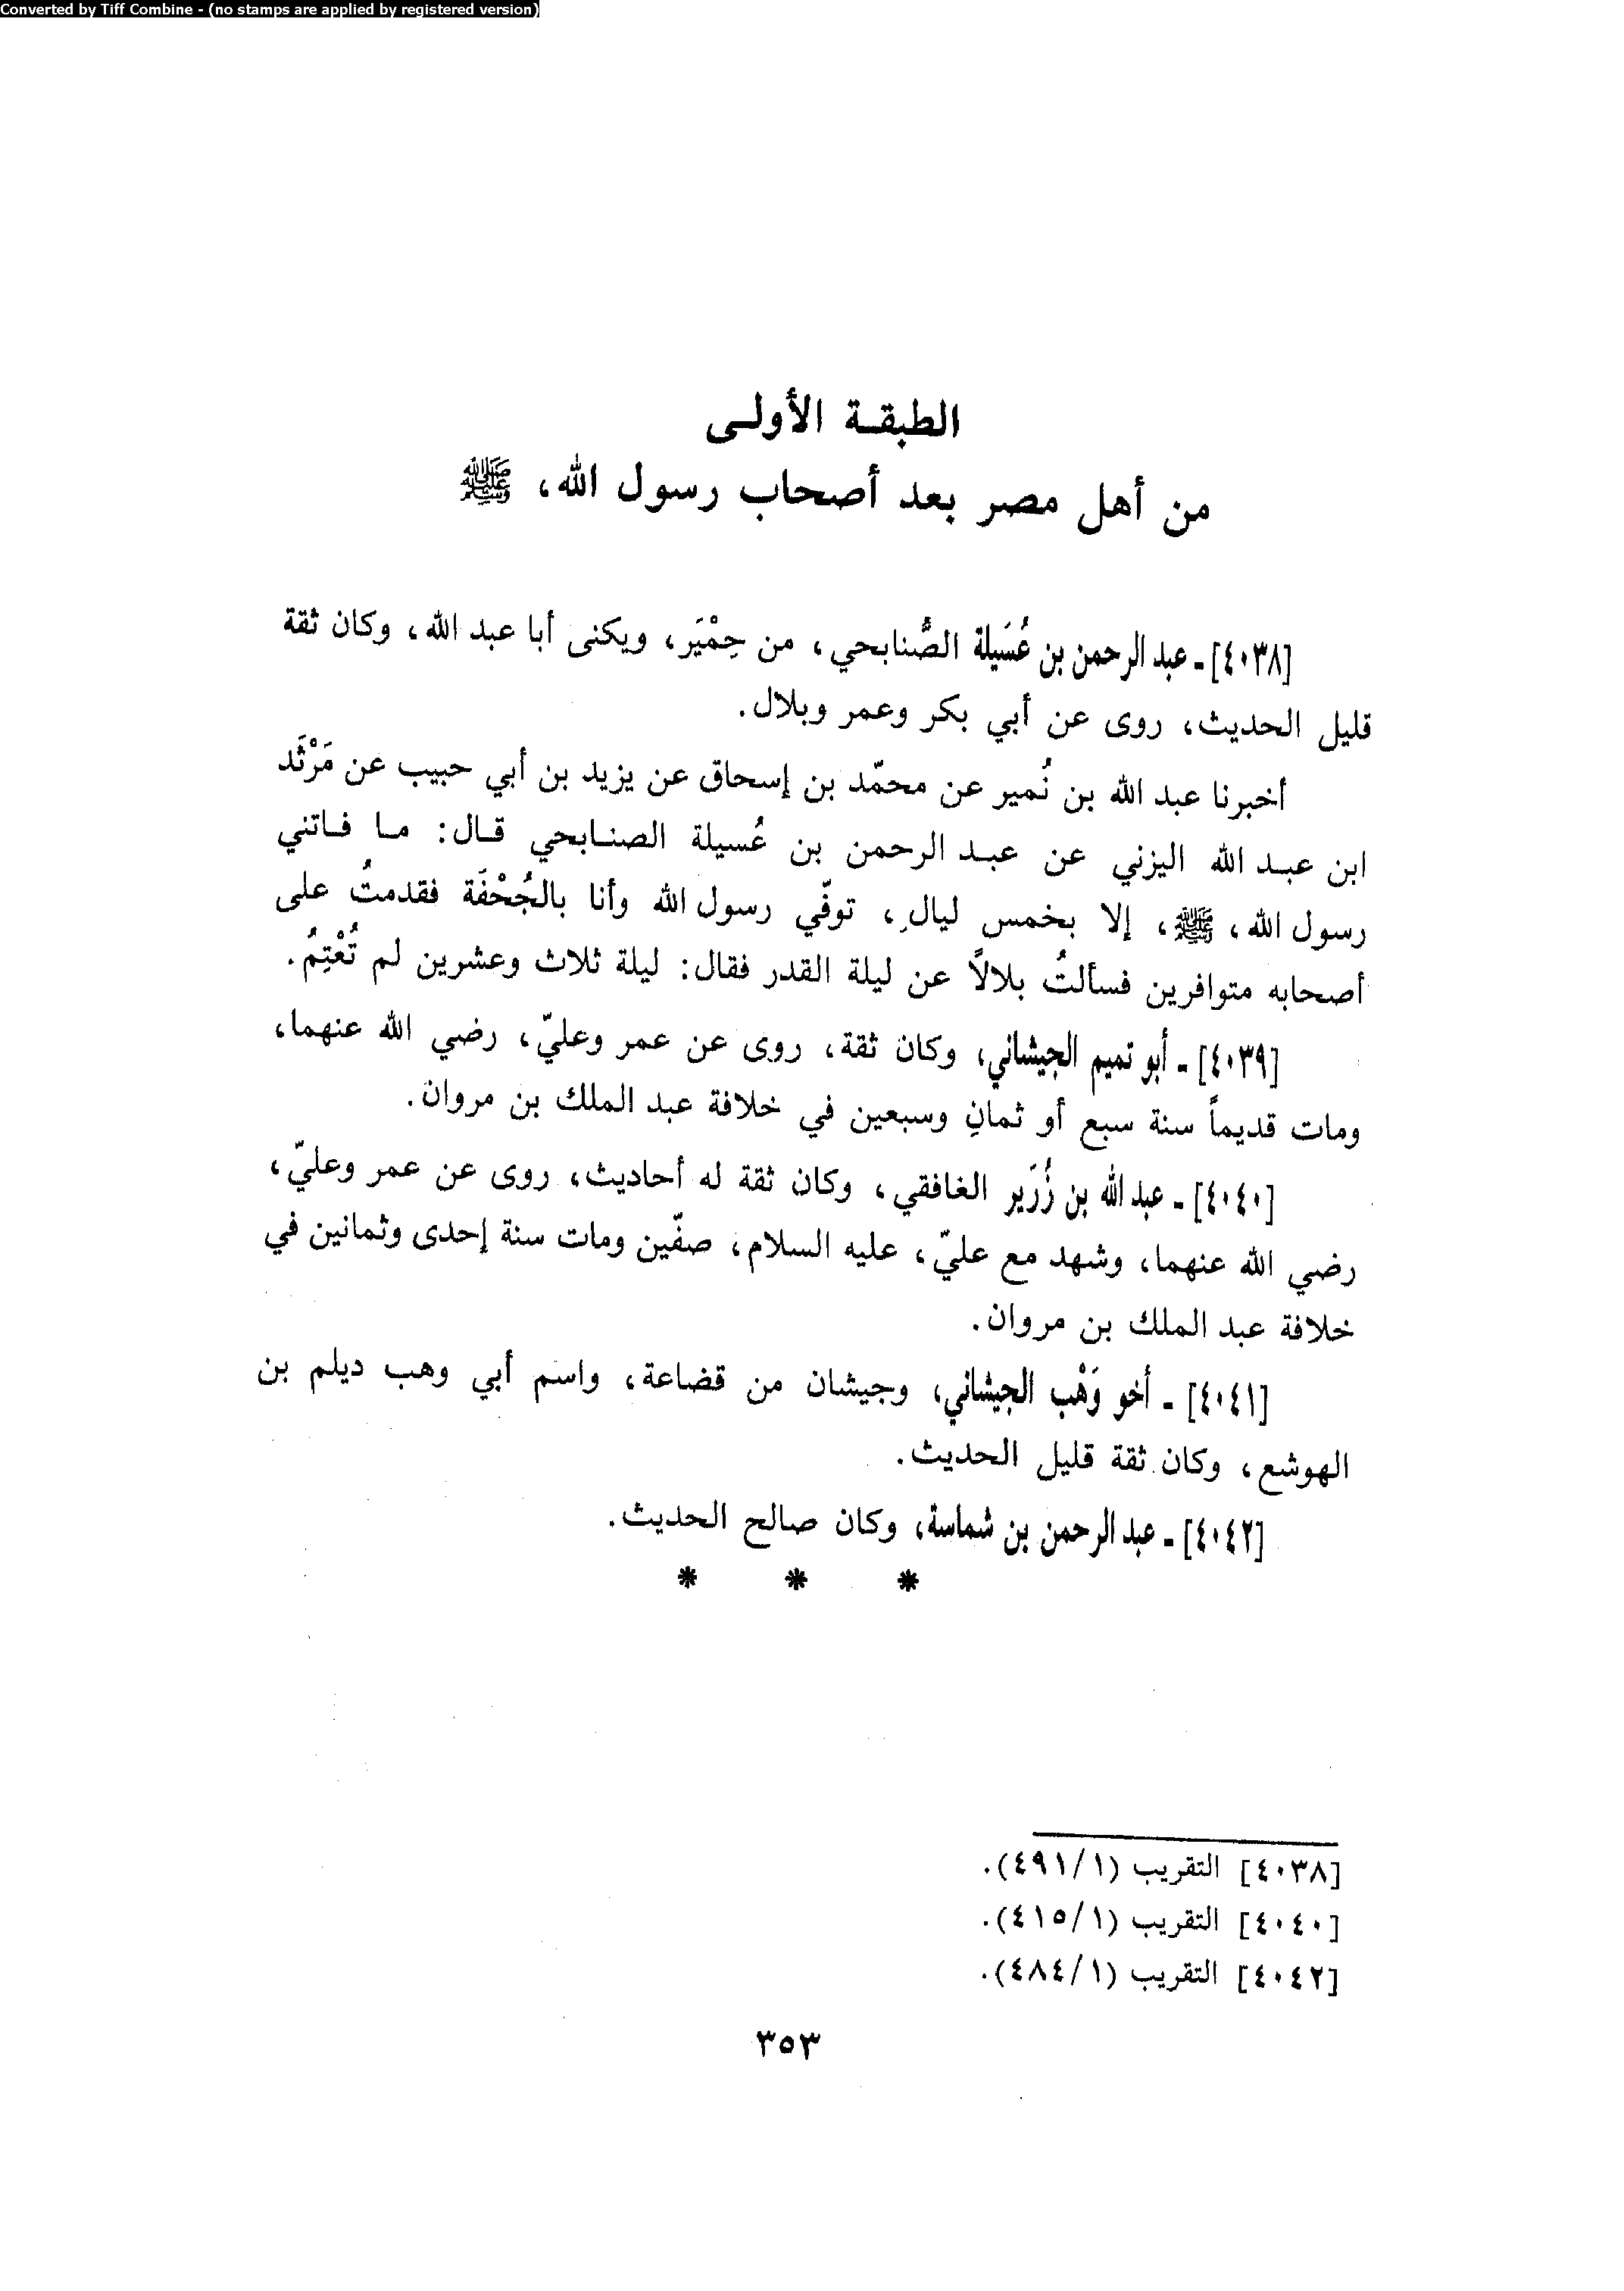 Converted by Tiff Combine - (no stamps are applied by registered version)
الطبقة الأولى
من أهل مصر بعد أصحاب رسول الله، ﷺ
[٤٠٣٨] ـ عبد الرحمن بن عُسَيلة الصُّنابحي، من حِمْيَر، ويكنى أبا عبد الله، وكان ثقة
قليل الحديث، روى عن أبي بكر وعمر وبلال.
أخبرنا عبد الله بن نُمير عن محمّد بن إسحاق عن يزيد بن أبي حبيب عن مَرْثَد
ابن عبد الله اليزني عن عبد الرحمن بن عُسيلة الصنابحي قال: ما فاتني
رسول الله، ﷺ، إلا بخمس ليالٍ، توفّي رسول الله وأنا بالجُحْفَة فقدمتُ على
أصحابه متوافرين فسألتُ بلالاً عن ليلة القدر فقال: ليلة ثلاث وعشرين لم تُعْتِمُ.
[٤٠٣٩] ـ أبو تميم الجيشاني، وكان ثقة، روى عن عمر وعليّ، رضي الله عنهما،
ومات قديماً سنة سبع أو ثمانٍ وسبعين في خلافة عبد الملك بن مروان.
[٤٠٤٠] ـ عبد الله بن زُرَير الغافقي، وكان ثقة له أحاديث، روى عن عمر وعليّ،
رضي الله عنهما، وشهد مع عليّ، عليه السلام، صفّين ومات سنة إحدى وثمانين في
خلافة عبد الملك بن مروان.
[٤٠٤١] ـ أخو وَهْب الجيشاني، وجيشان من قضاعة، واسم أبي وهب ديلم بن
الهوشع، وكان ثقة قليل الحديث.
[٤٠٤٢] ـ عبد الرحمن بن شماسة، وكان صالح الحديث.
* * *
[٤٠٣٨] التقريب (١/٤٩١).
[٤٠٤٠] التقريب (١/٤١٥).
[٤٠٤٢] التقريب (١/٤٨٤).
٣٥٣